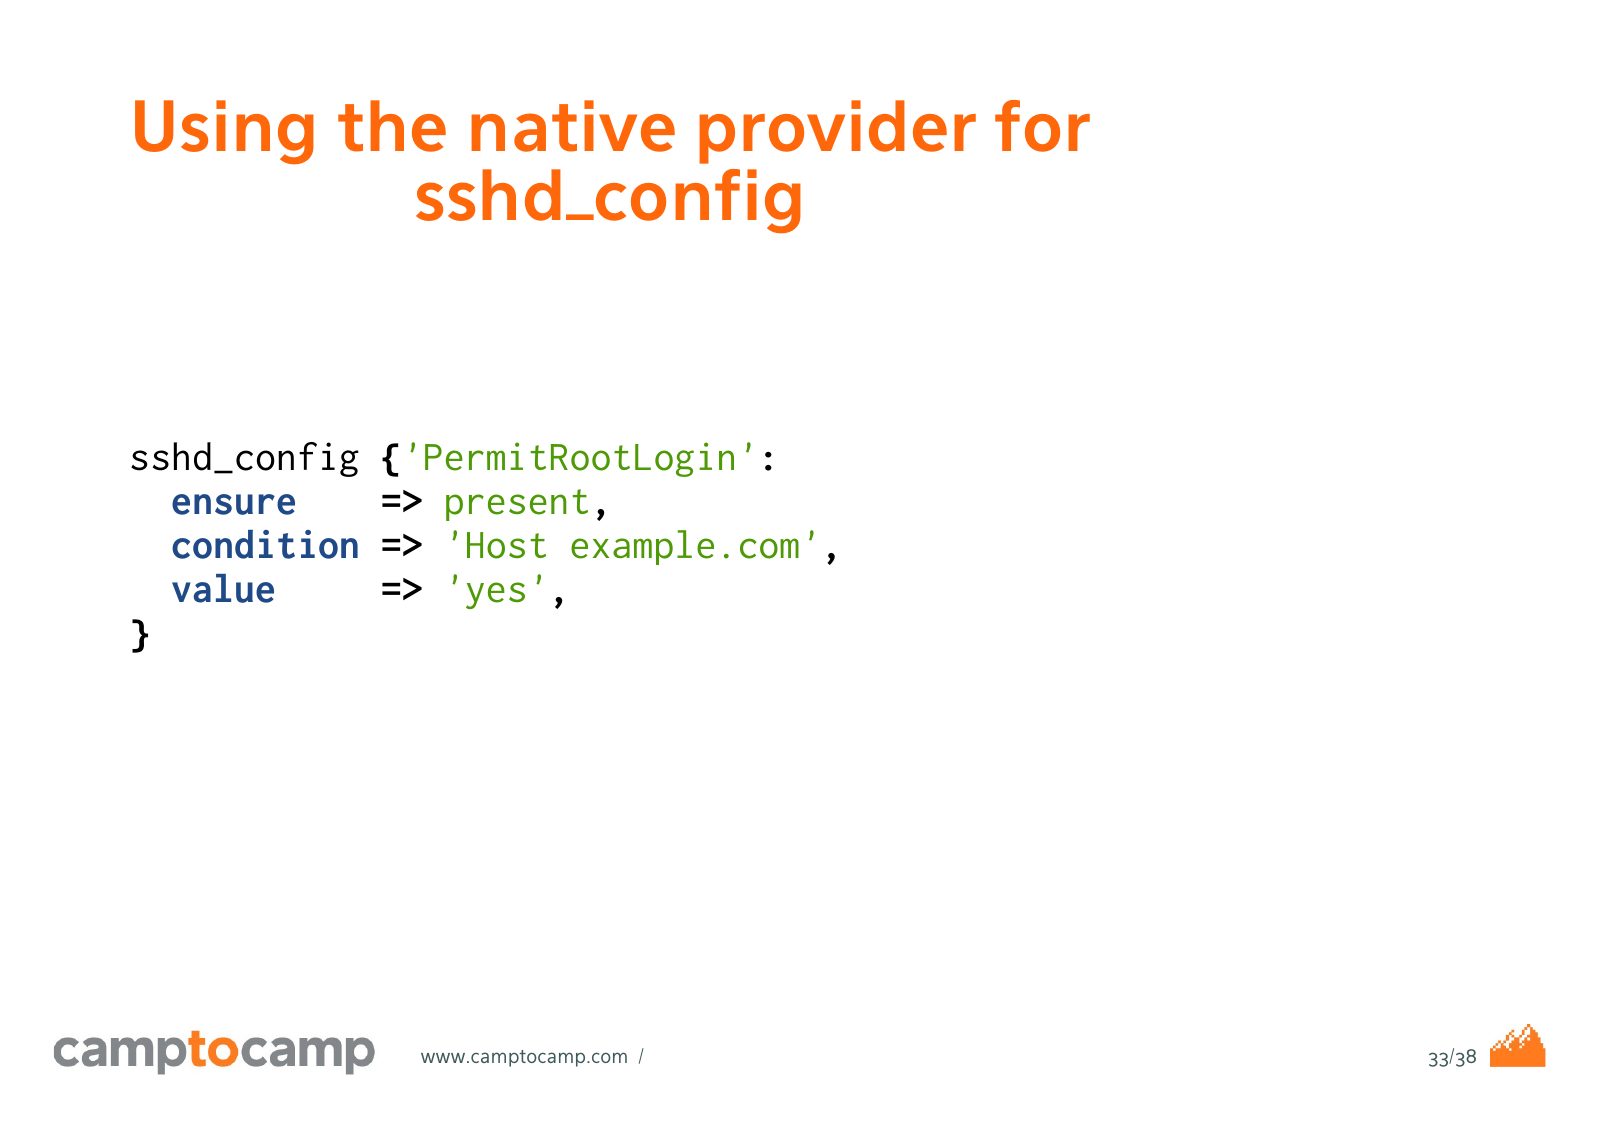 Using the native provider for
sshd_config
sshd_config {'PermitRootLogin':
  ensure    => present,
  condition => 'Host example.com',
  value     => 'yes',
}
camptocamp
www.camptocamp.com /
33/38